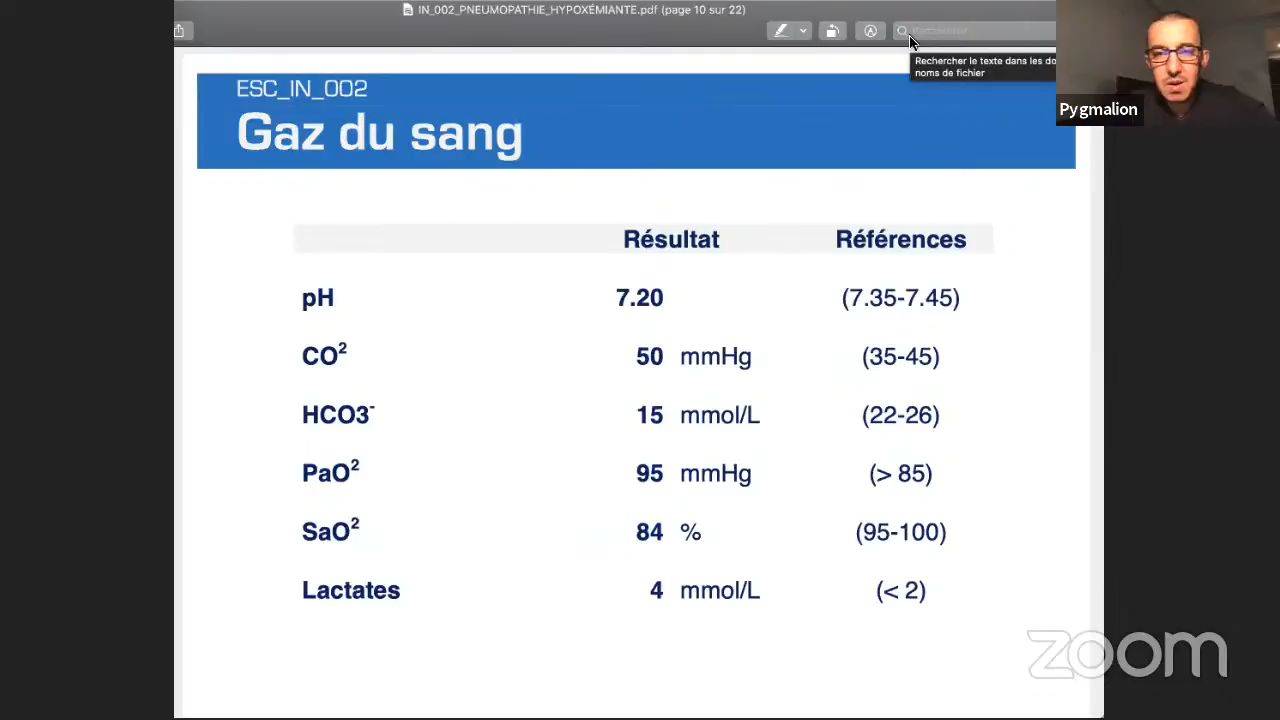 IN_002_PNEUMOPATHIE_HYPOXÉMIANTE.pdf (page 10 sur 22)
Rechercher le texte dans les do
noms de fichier
Pygmalion
ESC_IN_002
Gaz du sang
Résultat Références
pH 7.20 (7.35-7.45)
CO² 50 mmHg (35-45)
HCO3⁻ 15 mmol/L (22-26)
PaO² 95 mmHg (> 85)
SaO² 84 % (95-100)
Lactates 4 mmol/L (< 2)
zoom